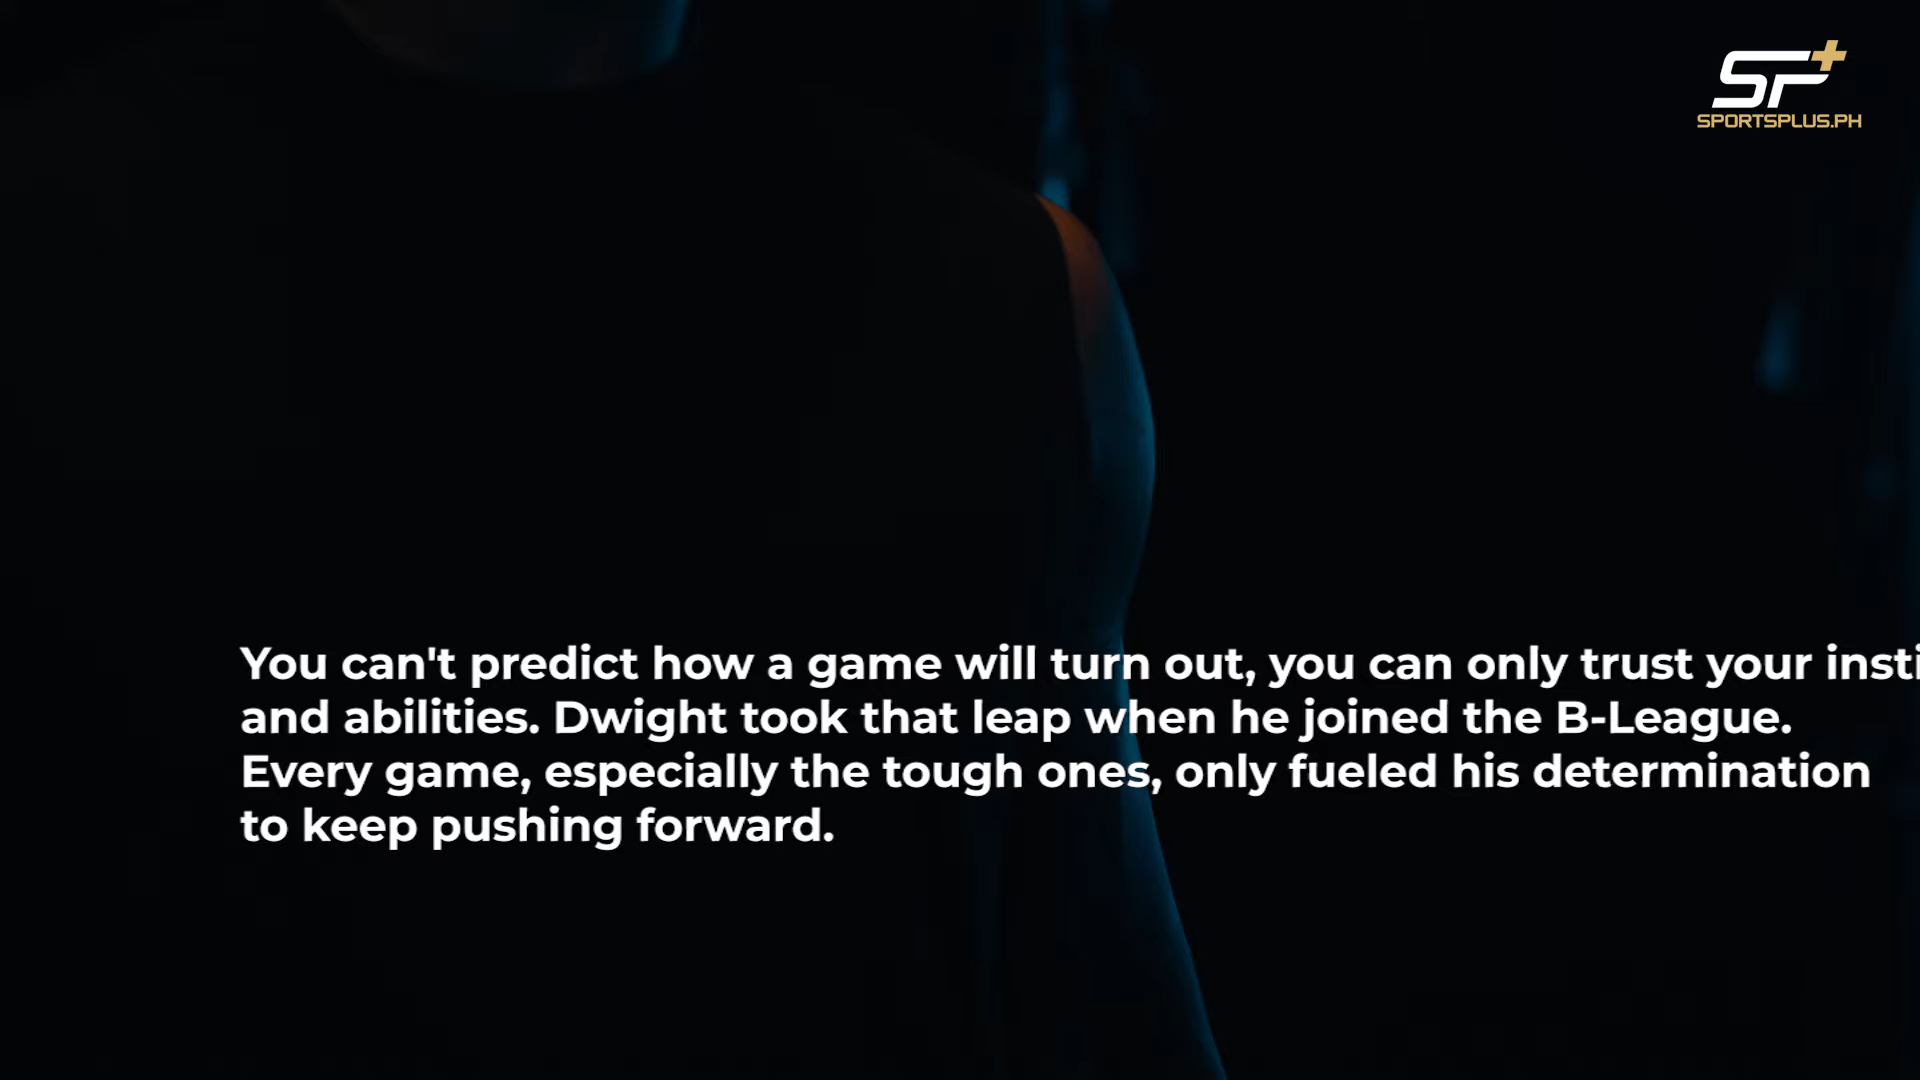 SP+
SPORTSPLUS.PH
You can't predict how a game will turn out, you can only trust your insti
and abilities. Dwight took that leap when he joined the B-League.
Every game, especially the tough ones, only fueled his determination
to keep pushing forward.